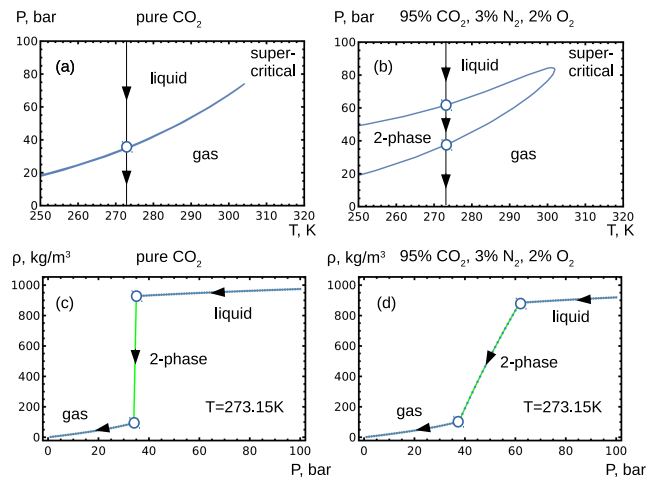 P, bar
pure CO₂
100
80
60
40
20
0
250 260 270 280 290 300 310 320
T, K
(a)
liquid
super-
critical
gas
P, bar
95% CO₂, 3% N₂, 2% O₂
100
80
60
40
20
0
250 260 270 280 290 300 310 320
T, K
(b)
liquid
super-
critical
2-phase
gas
ρ, kg/m³
pure CO₂
1000
800
600
400
200
0
0 20 40 60 80 100
P, bar
(c)
liquid
2-phase
gas
T=273.15K
ρ, kg/m³
95% CO₂, 3% N₂, 2% O₂
1000
800
600
400
200
0
0 20 40 60 80 100
P, bar
(d)
liquid
2-phase
gas
T=273.15K